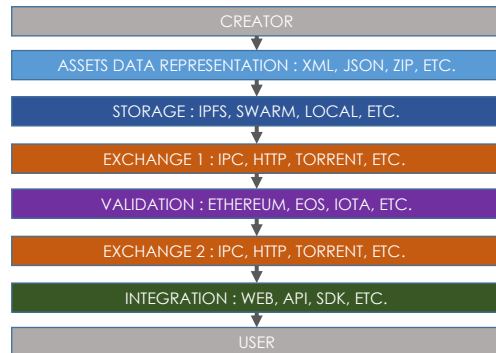 CREATOR
ASSETS DATA REPRESENTATION : XML, JSON, ZIP, ETC.
STORAGE : IPFS, SWARM, LOCAL, ETC.
EXCHANGE 1 : IPC, HTTP, TORRENT, ETC.
VALIDATION : ETHEREUM, EOS, IOTA, ETC.
EXCHANGE 2 : IPC, HTTP, TORRENT, ETC.
INTEGRATION : WEB, API, SDK, ETC.
USER